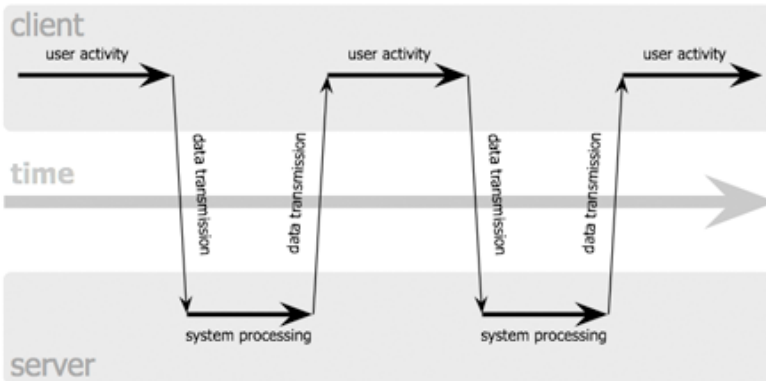 client
user activity
user activity
user activity
data transmission
data transmission
data transmission
data transmission
time
system processing
system processing
server